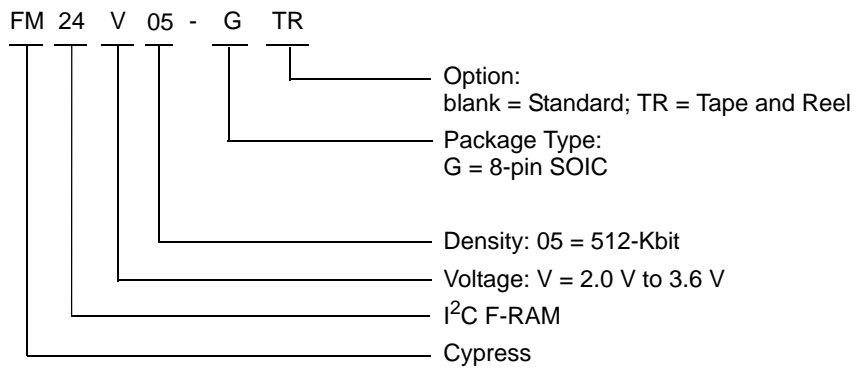 FM 24 V 05 - G TR
Option:
blank = Standard; TR = Tape and Reel
Package Type:
G = 8-pin SOIC
Density: 05 = 512-Kbit
Voltage: V = 2.0 V to 3.6 V
I²C F-RAM
Cypress